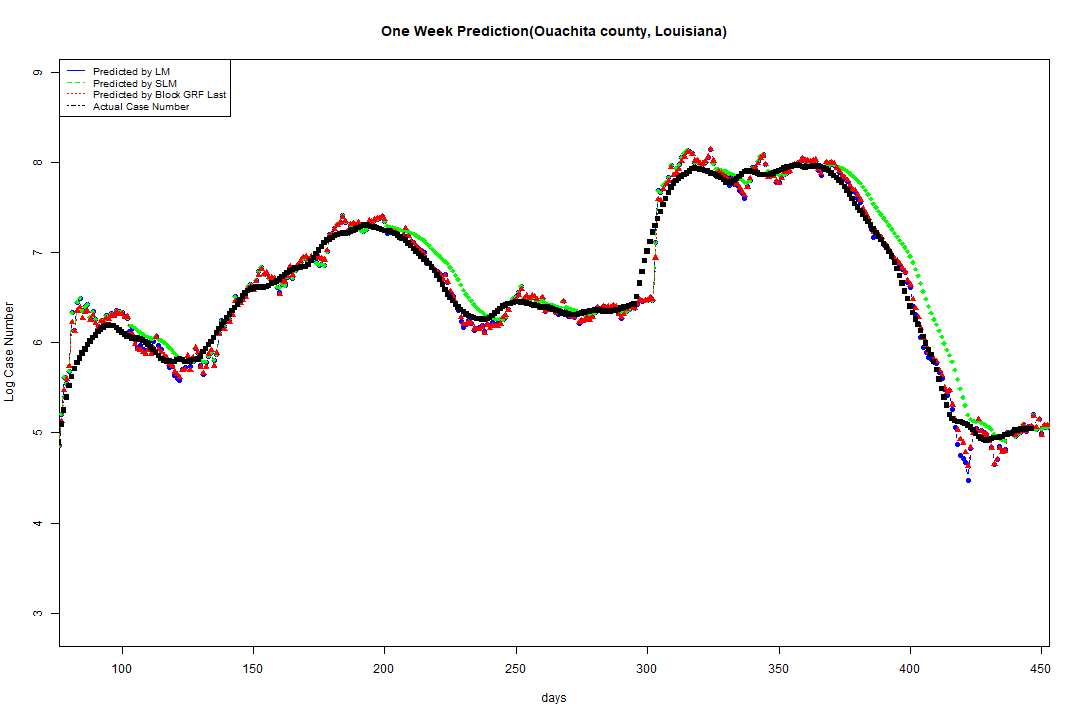 One Week Prediction(Ouachita county, Louisiana)
Predicted by LM
Predicted by SLM
Predicted by Block GRF Last
Actual Case Number
Log Case Number
9
8
7
6
5
4
3
100 150 200 250 300 350 400 450
days